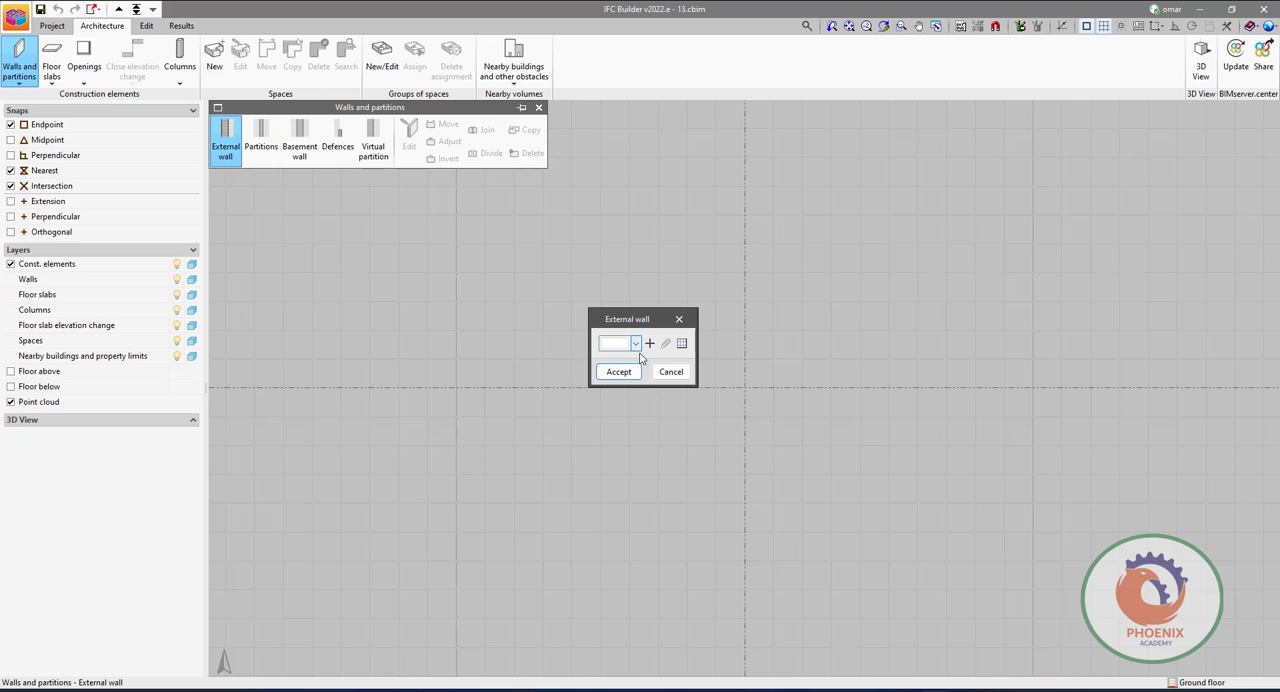 IFC Builder v2022.e - 13.cbim
omar
Project
Architecture
Edit
Results
Walls and partitions
Floor slabs
Openings
Close elevation change
Columns
New
Edit
Move
Copy
Delete
Search
New/Edit
Assign
Delete assignment
Nearby buildings and other obstacles
3D View
Update
Share
Construction elements
Spaces
Groups of spaces
Nearby volumes
3D View
BIMserver.center
Snaps
Endpoint
Midpoint
Perpendicular
Nearest
Intersection
Extension
Perpendicular
Orthogonal
Layers
Const. elements
Walls
Floor slabs
Columns
Floor slab elevation change
Spaces
Nearby buildings and property limits
Floor above
Floor below
Point cloud
3D View
Walls and partitions
External wall
Partitions
Basement wall
Defences
Virtual partition
Edit
Move
Adjust
Invert
Join
Divide
Copy
Delete
External wall
Accept
Cancel
PHOENIX
ACADEMY
Walls and partitions - External wall
Ground floor